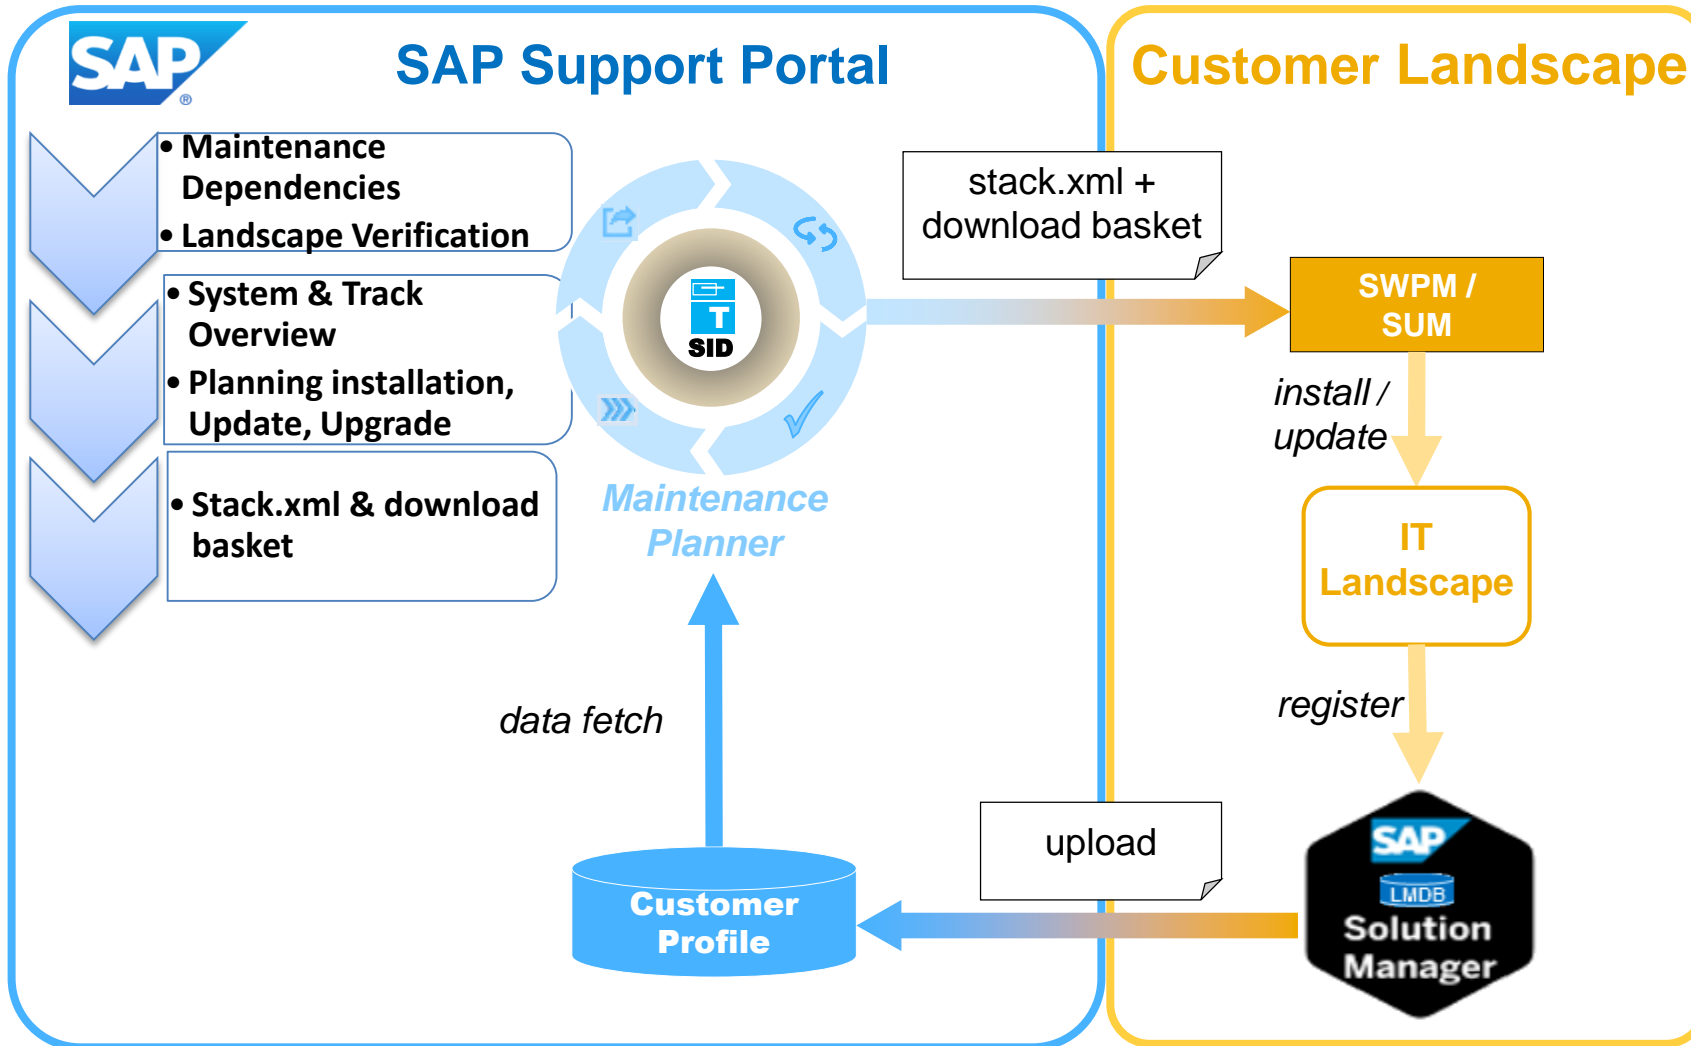 SAP
®
SAP Support Portal
Customer Landscape
• Maintenance
Dependencies
• Landscape Verification
• System & Track
Overview
• Planning installation,
Update, Upgrade
• Stack.xml & download
basket
T
SID
Maintenance
Planner
stack.xml +
download basket
SWPM /
SUM
install /
update
IT
Landscape
register
data fetch
upload
Customer
Profile
SAP
LMDB
Solution
Manager